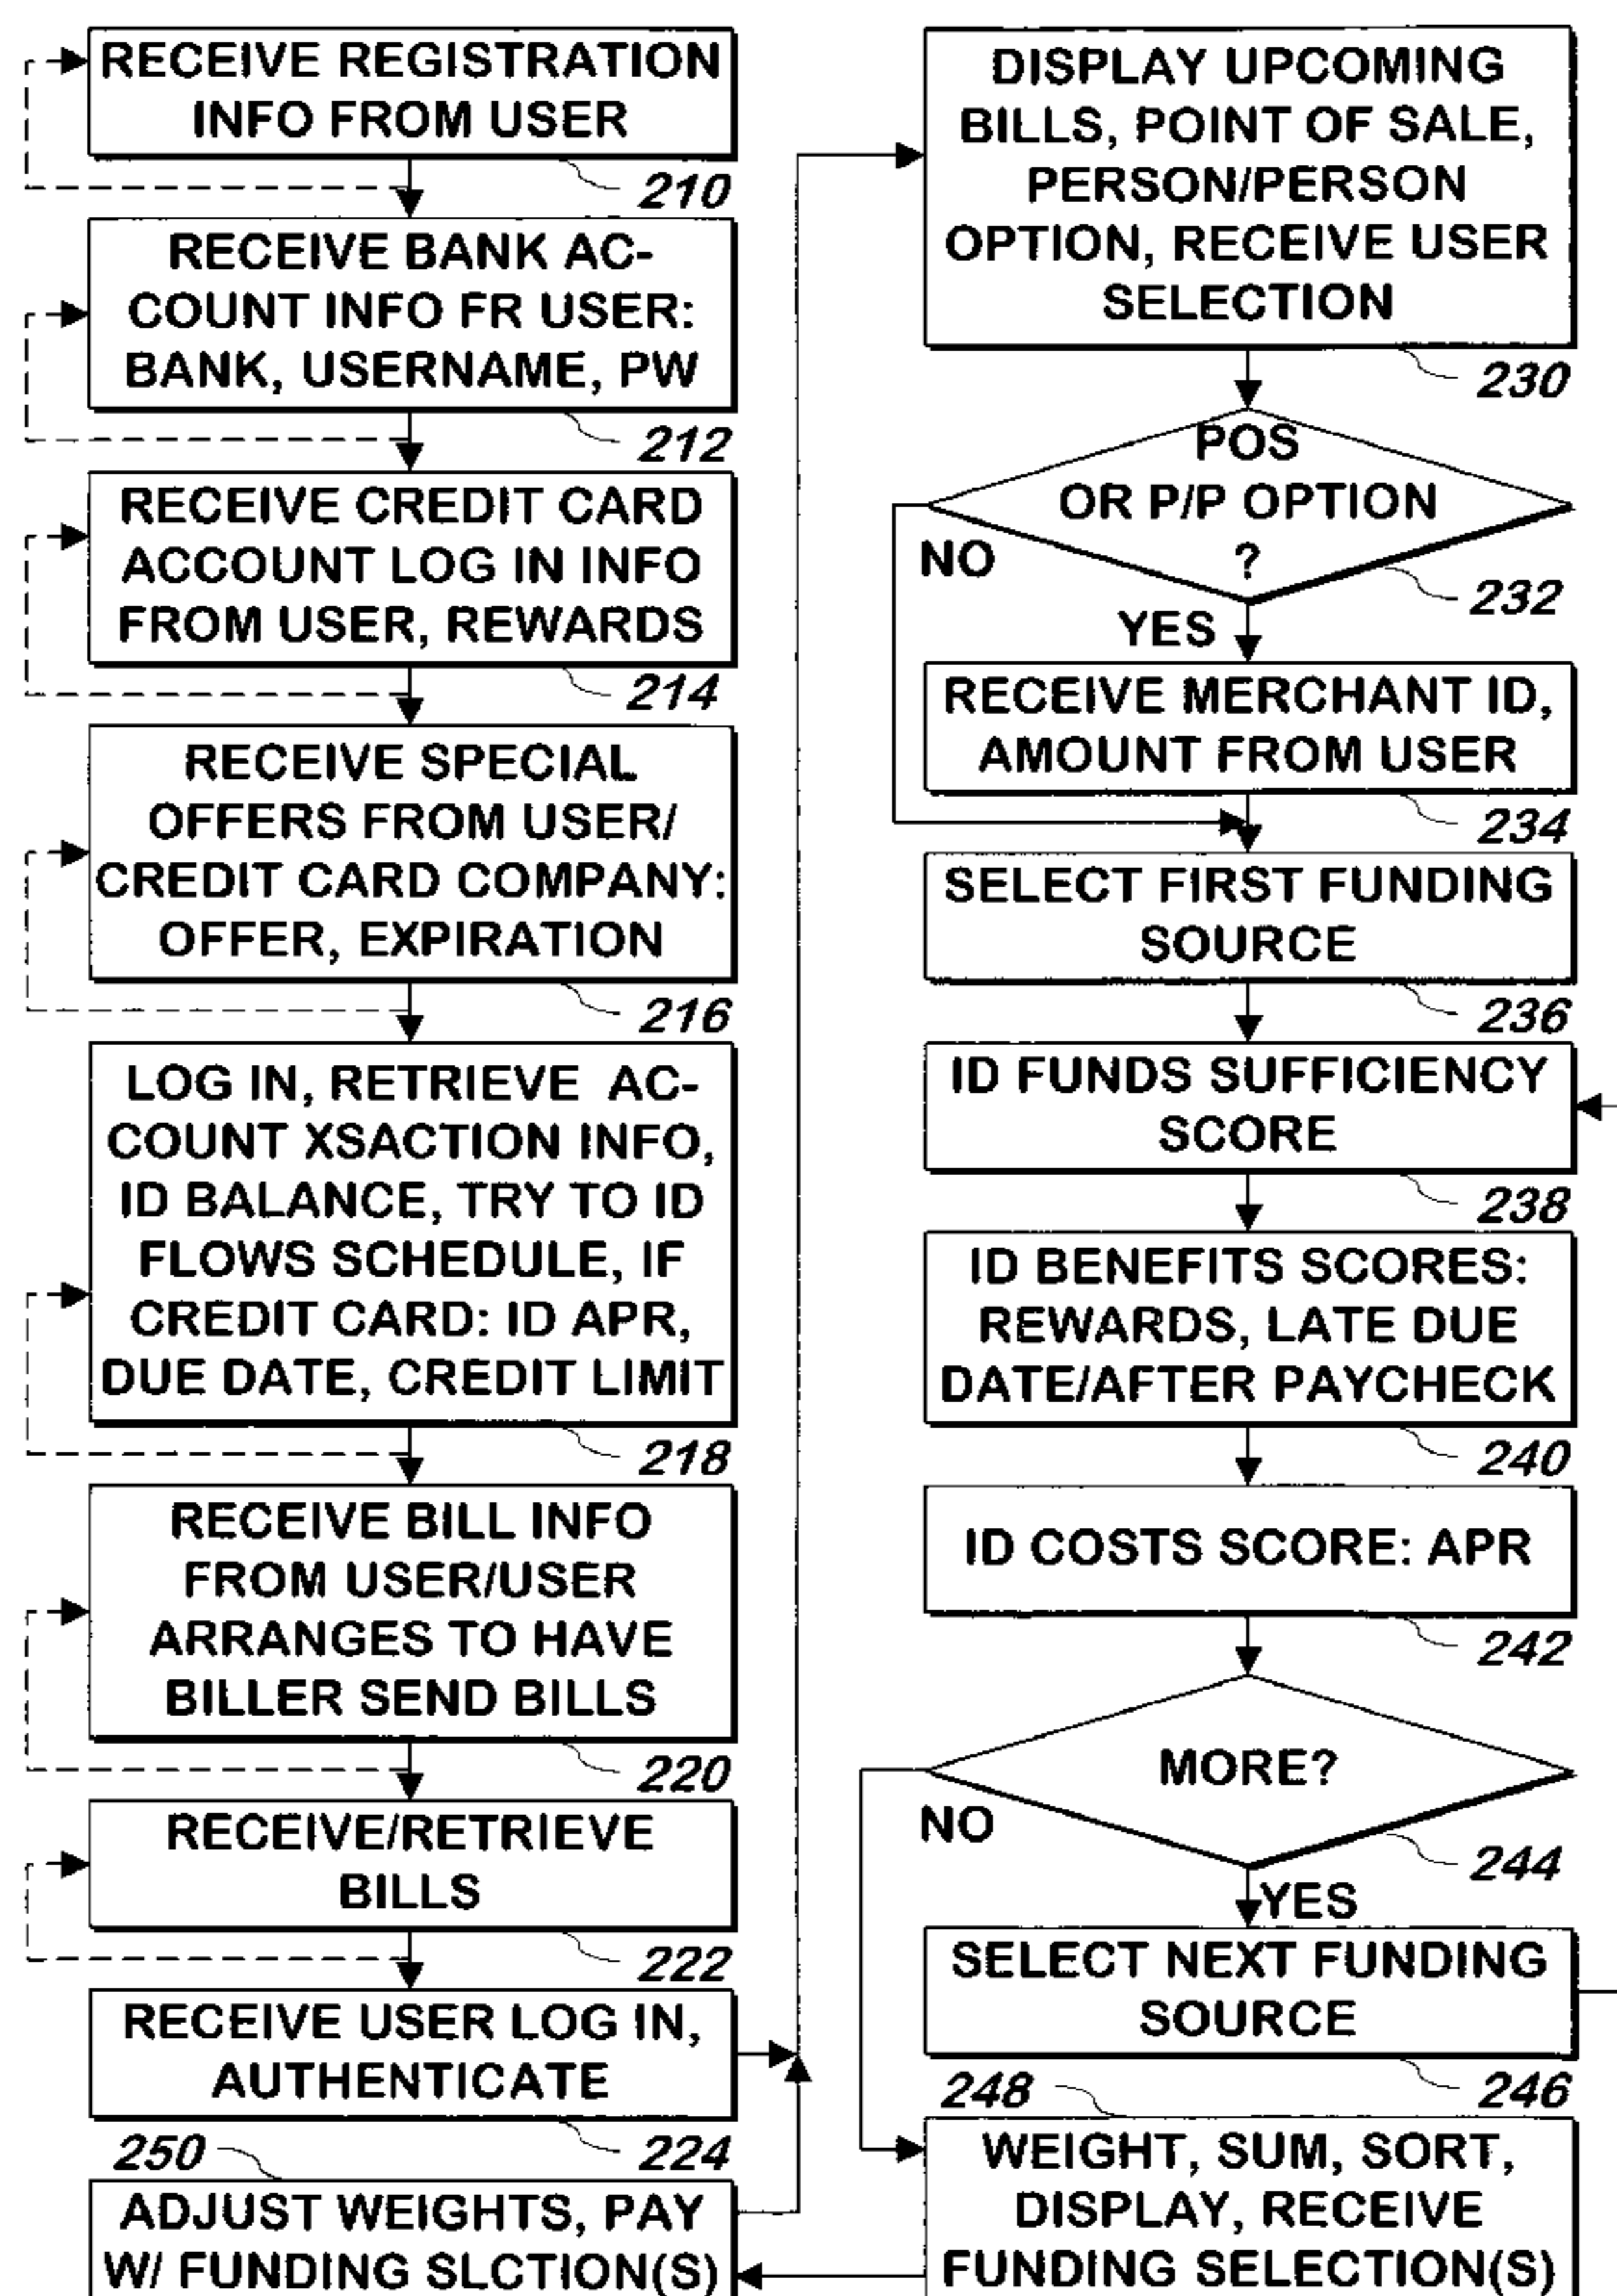 RECEIVE REGISTRATION
INFO FROM USER
210
RECEIVE BANK AC-
COUNT INFO FR USER:
BANK, USERNAME, PW
212
RECEIVE CREDIT CARD
ACCOUNT LOG IN INFO
FROM USER, REWARDS
214
RECEIVE SPECIAL
OFFERS FROM USER/
CREDIT CARD COMPANY:
OFFER, EXPIRATION
216
LOG IN, RETRIEVE AC-
COUNT XSACTION INFO,
ID BALANCE, TRY TO ID
FLOWS SCHEDULE, IF
CREDIT CARD: ID APR,
DUE DATE, CREDIT LIMIT
218
RECEIVE BILL INFO
FROM USER/USER
ARRANGES TO HAVE
BILLER SEND BILLS
220
RECEIVE/RETRIEVE
BILLS
222
RECEIVE USER LOG IN,
AUTHENTICATE
224
250
ADJUST WEIGHTS, PAY
W/ FUNDING SLCTION(S)
DISPLAY UPCOMING
BILLS, POINT OF SALE,
PERSON/PERSON
OPTION, RECEIVE USER
SELECTION
230
POS
OR P/P OPTION
?
NO
232
YES
RECEIVE MERCHANT ID,
AMOUNT FROM USER
234
SELECT FIRST FUNDING
SOURCE
236
ID FUNDS SUFFICIENCY
SCORE
238
ID BENEFITS SCORES:
REWARDS, LATE DUE
DATE/AFTER PAYCHECK
240
ID COSTS SCORE: APR
242
MORE?
NO
244
YES
SELECT NEXT FUNDING
SOURCE
246
248
WEIGHT, SUM, SORT,
DISPLAY, RECEIVE
FUNDING SELECTION(S)